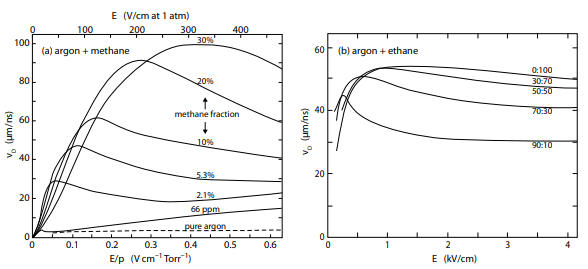 E (V/cm at 1 atm)
0 100 200 300 400
(a) argon + methane
30%
20%
methane fraction
10%
5.3%
2.1%
66 ppm
pure argon
100
80
60
40
20
0
v_D (μm/ns)
0 0.1 0.2 0.3 0.4 0.5 0.6
E/p (V cm⁻¹ Torr⁻¹)
(b) argon + ethane
0:100
30:70
50:50
70:30
90:10
60
40
20
0
v_D (μm/ns)
0 1 2 3 4
E (kV/cm)